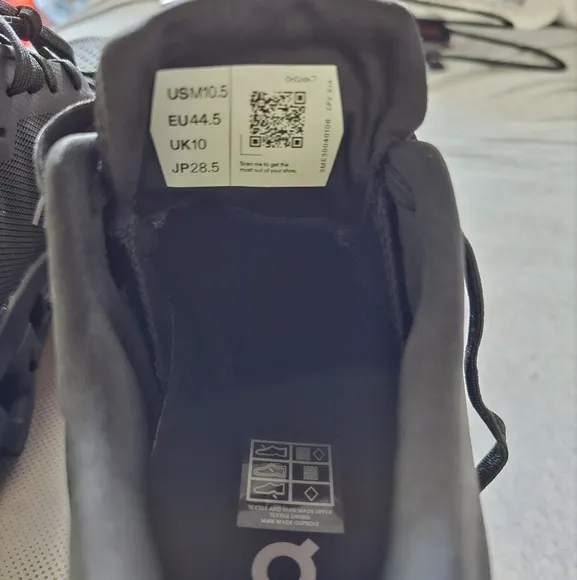 USM10.5
EU44.5
UK10
JP28.5
Scan me to get the
most out of your shoe.
3ME30040106
TEXTILE AND MAN MADE UPPER
TEXTILE LINING
MAN MADE OUTSOLE